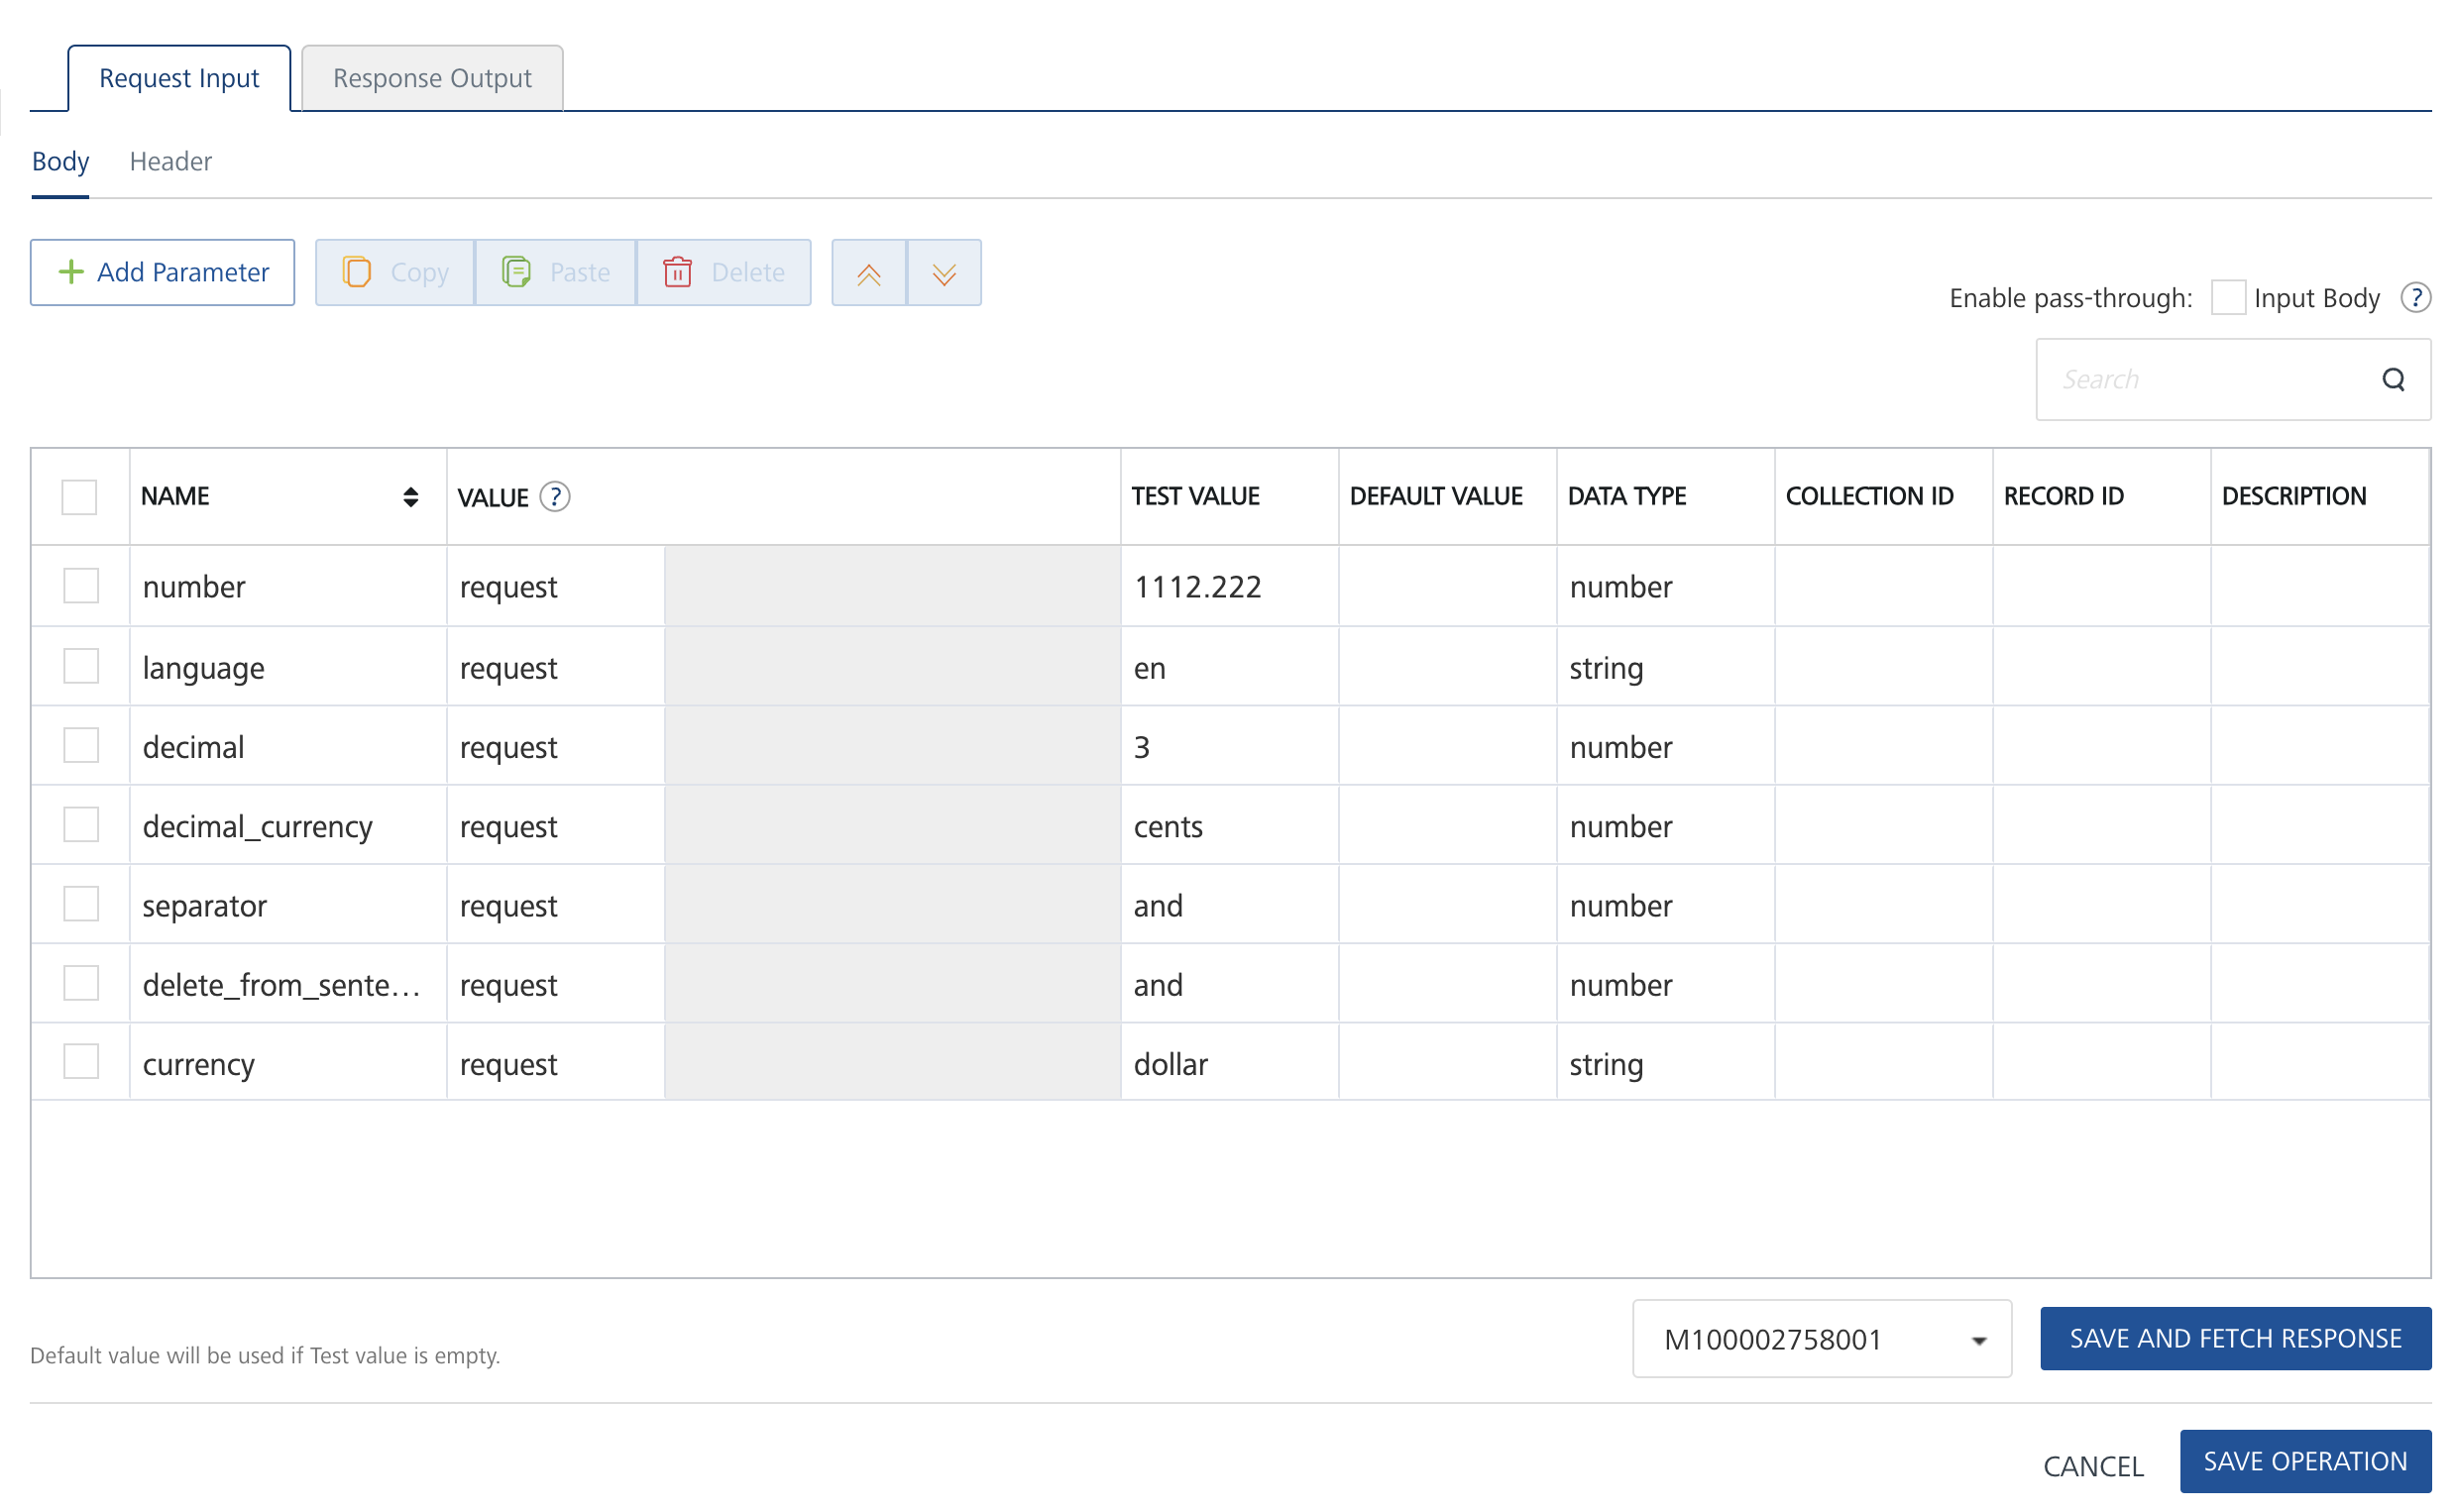 Request Input Response Output
Body Header
Add Parameter Copy Paste Delete
Enable pass-through: Input Body ?
Search
NAME VALUE ? TEST VALUE DEFAULT VALUE DATA TYPE COLLECTION ID RECORD ID DESCRIPTION
number request 1112.222 number
language request en string
decimal request 3 number
decimal_currency request cents number
separator request and number
delete_from_sente... request and number
currency request dollar string
M100002758001 SAVE AND FETCH RESPONSE
Default value will be used if Test value is empty.
CANCEL SAVE OPERATION